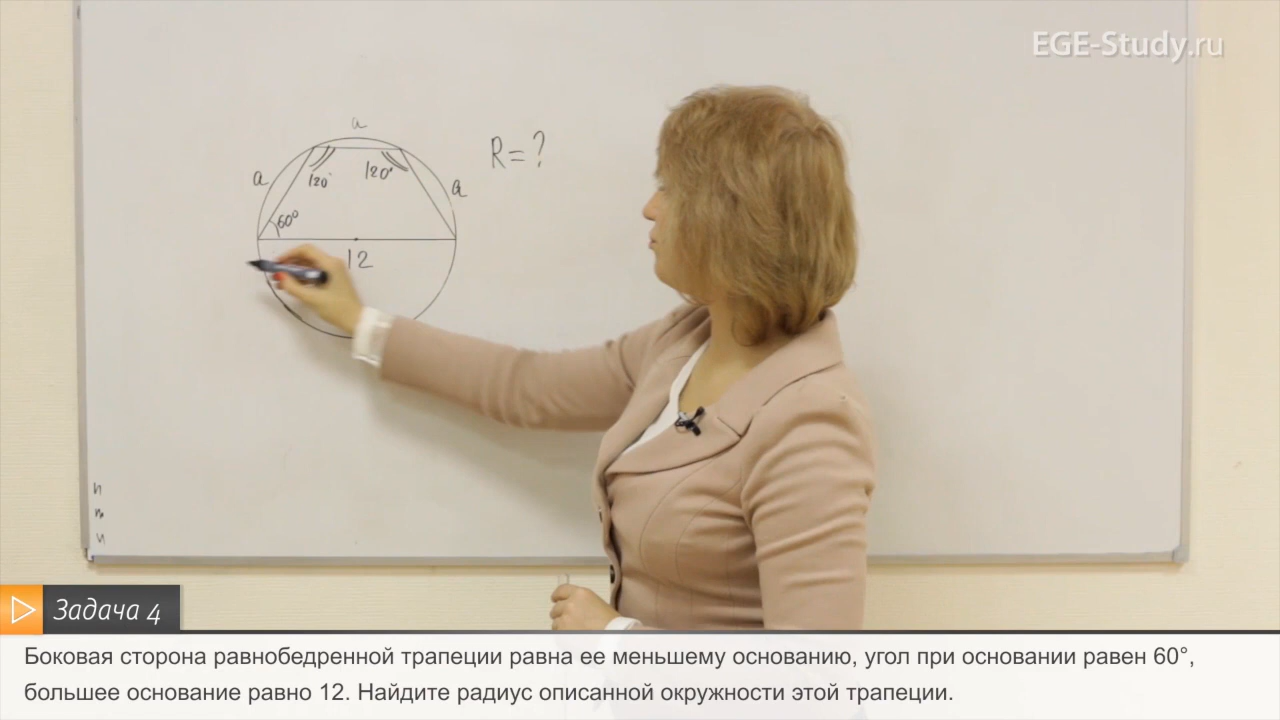 EGE-Study.ru
a
R=?
a
120°
120°
a
60°
12
Задача 4
Боковая сторона равнобедренной трапеции равна ее меньшему основанию, угол при основании равен 60°,
большее основание равно 12. Найдите радиус описанной окружности этой трапеции.